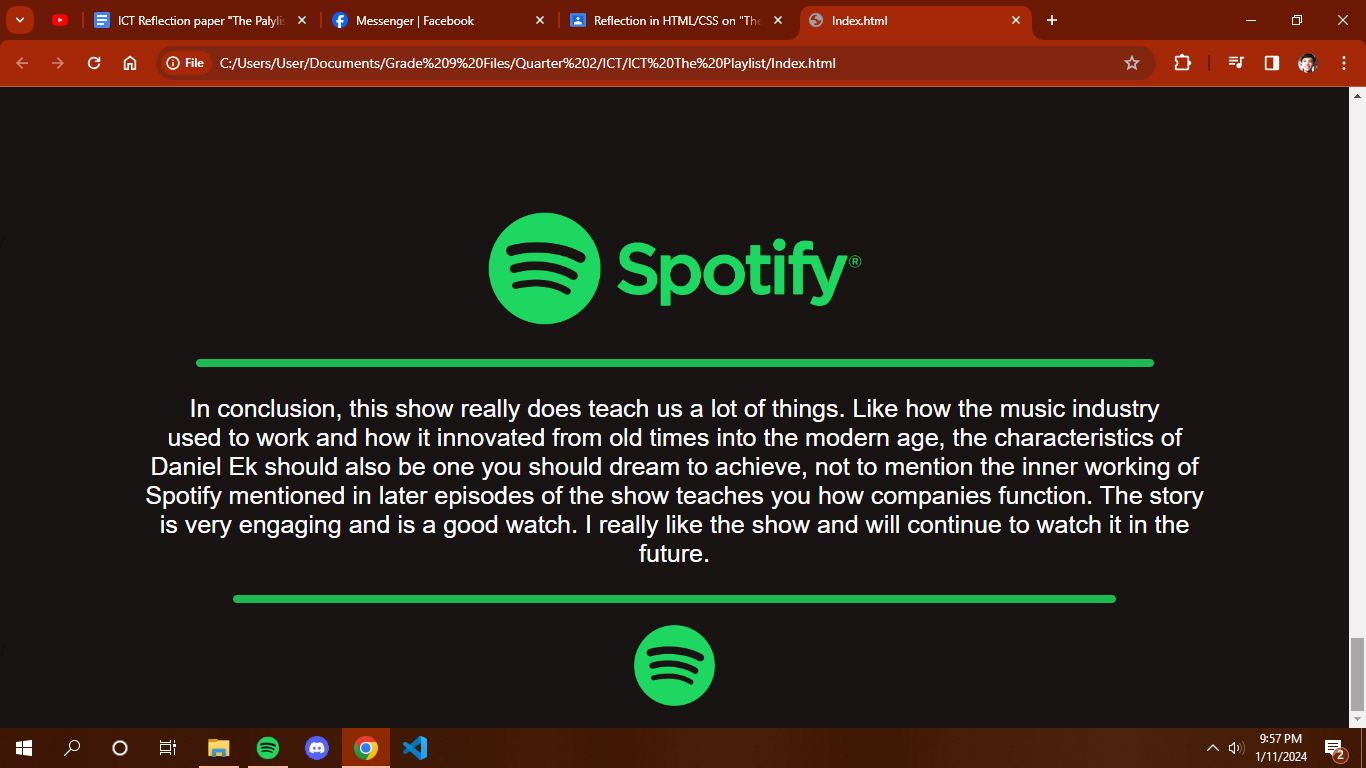 ICT Reflection paper "The Palylis
Messenger | Facebook
Reflection in HTML/CSS on "The
Index.html
File
C:/Users/User/Documents/Grade%209%20Files/Quarter%202/ICT/ICT%20The%20Playlist/Index.html
Spotify®
In conclusion, this show really does teach us a lot of things. Like how the music industry
used to work and how it innovated from old times into the modern age, the characteristics of
Daniel Ek should also be one you should dream to achieve, not to mention the inner working of
Spotify mentioned in later episodes of the show teaches you how companies function. The story
is very engaging and is a good watch. I really like the show and will continue to watch it in the
future.
9:57 PM
1/11/2024
2